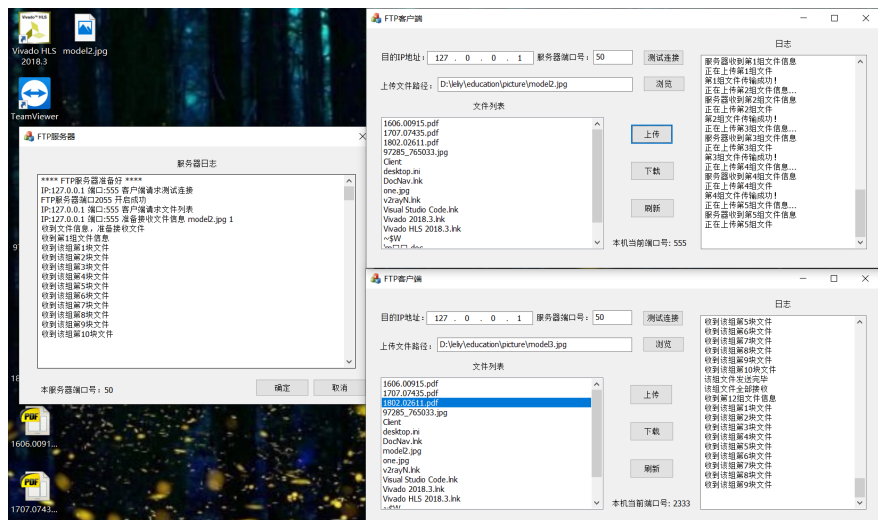 Vivado HLS 2018.3
model2.jpg
TeamViewer
1606.0091...
1707.0743...
FTP服务器
服务器日志
**** FTP服务器准备好 ****
IP:127.0.0.1 端口:555 客户端请求测试连接
FTP服务器端口2055 开启成功
IP:127.0.0.1 端口:555 客户端请求文件列表
IP:127.0.0.1 端口:555 准备接收文件信息 model2.jpg 1
收到文件信息，准备接收文件
收到第1组文件信息
收到该组第1块文件
收到该组第2块文件
收到该组第3块文件
收到该组第4块文件
收到该组第5块文件
收到该组第6块文件
收到该组第7块文件
收到该组第8块文件
收到该组第9块文件
收到该组第10块文件
本服务器端口号：50
确定
取消
FTP客户端
目的IP地址：
127 . 0 . 0 . 1
服务器端口号：
50
测试连接
上传文件路径：
D:\lelly\education\picture\model2.jpg
浏览
文件列表
1606.00915.pdf
1707.07435.pdf
1802.02611.pdf
97285_765033.jpg
Client
desktop.ini
DocNav.lnk
one.jpg
v2rayN.lnk
Visual Studio Code.lnk
Vivado 2018.3.lnk
Vivado HLS 2018.3.lnk
~$W
上传
下载
刷新
本机当前端口号: 555
日志
服务器收到第1组文件信息
正在上传第1组文件
第1组文件传输成功！
正在上传第2组文件信息...
服务器收到第2组文件信息
正在上传第2组文件
第2组文件传输成功！
正在上传第3组文件信息...
服务器收到第3组文件信息
正在上传第3组文件
第3组文件传输成功！
正在上传第4组文件信息...
服务器收到第4组文件信息
正在上传第4组文件
第4组文件传输成功！
正在上传第5组文件信息...
服务器收到第5组文件信息
正在上传第5组文件
FTP客户端
目的IP地址：
127 . 0 . 0 . 1
服务器端口号：
50
测试连接
上传文件路径：
D:\lelly\education\picture\model3.jpg
浏览
文件列表
1606.00915.pdf
1707.07435.pdf
1802.02611.pdf
97285_765033.jpg
Client
desktop.ini
DocNav.lnk
model2.jpg
one.jpg
v2rayN.lnk
Visual Studio Code.lnk
Vivado 2018.3.lnk
Vivado HLS 2018.3.lnk
上传
下载
刷新
本机当前端口号: 2333
日志
收到该组第5块文件
收到该组第6块文件
收到该组第7块文件
收到该组第8块文件
收到该组第9块文件
收到该组第10块文件
该组文件发送完毕
该组文件全部接收
收到第12组文件信息
收到该组第1块文件
收到该组第2块文件
收到该组第3块文件
收到该组第4块文件
收到该组第5块文件
收到该组第6块文件
收到该组第7块文件
收到该组第8块文件
收到该组第9块文件